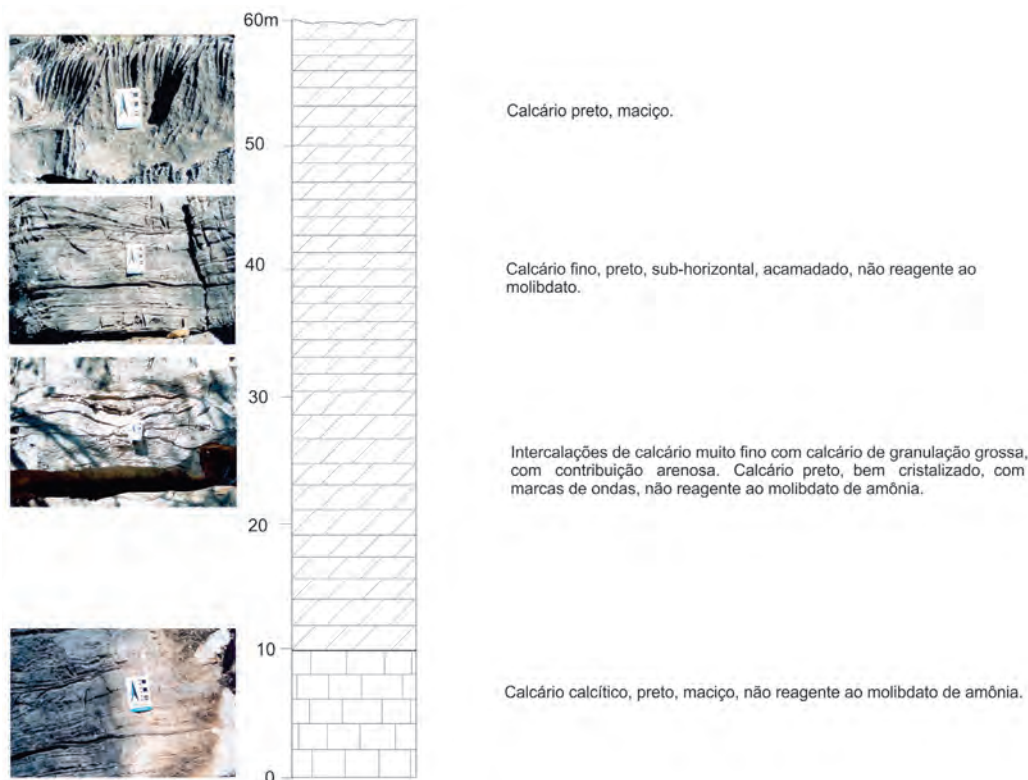 60m
Calcário preto, maciço.
50
40
Calcário fino, preto, sub-horizontal, acamadado, não reagente ao
molibdato.
30
Intercalações de calcário muito fino com calcário de granulação grossa,
com contribuição arenosa. Calcário preto, bem cristalizado, com
marcas de ondas, não reagente ao molibdato de amônia.
20
10
Calcário calcítico, preto, maciço, não reagente ao molibdato de amônia.
0